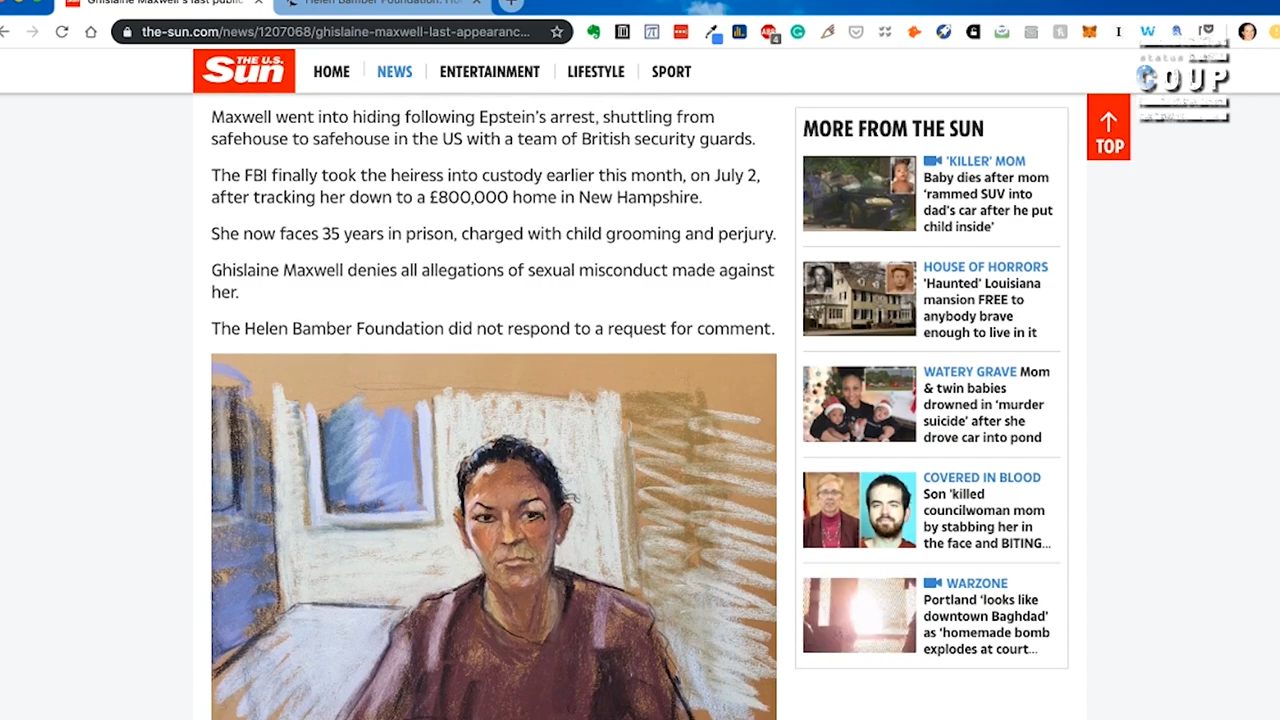 Ghislaine Maxwell's last public
Helen Bamber Foundation: Ho
the-sun.com/news/1207068/ghislaine-maxwell-last-appearanc...
status
COUP
THE U.S.
Sun
HOME
NEWS
ENTERTAINMENT
LIFESTYLE
SPORT
TOP
Maxwell went into hiding following Epstein's arrest, shuttling from
safehouse to safehouse in the US with a team of British security guards.
The FBI finally took the heiress into custody earlier this month, on July 2,
after tracking her down to a £800,000 home in New Hampshire.
She now faces 35 years in prison, charged with child grooming and perjury.
Ghislaine Maxwell denies all allegations of sexual misconduct made against
her.
The Helen Bamber Foundation did not respond to a request for comment.
MORE FROM THE SUN
'KILLER' MOM
Baby dies after mom
'rammed SUV into
dad's car after he put
child inside'
HOUSE OF HORRORS
'Haunted' Louisiana
mansion FREE to
anybody brave
enough to live in it
WATERY GRAVE Mom
& twin babies
drowned in 'murder
suicide' after she
drove car into pond
COVERED IN BLOOD
Son 'killed
councilwoman mom
by stabbing her in
the face and BITING...
WARZONE
Portland 'looks like
downtown Baghdad'
as 'homemade bomb
explodes at court...